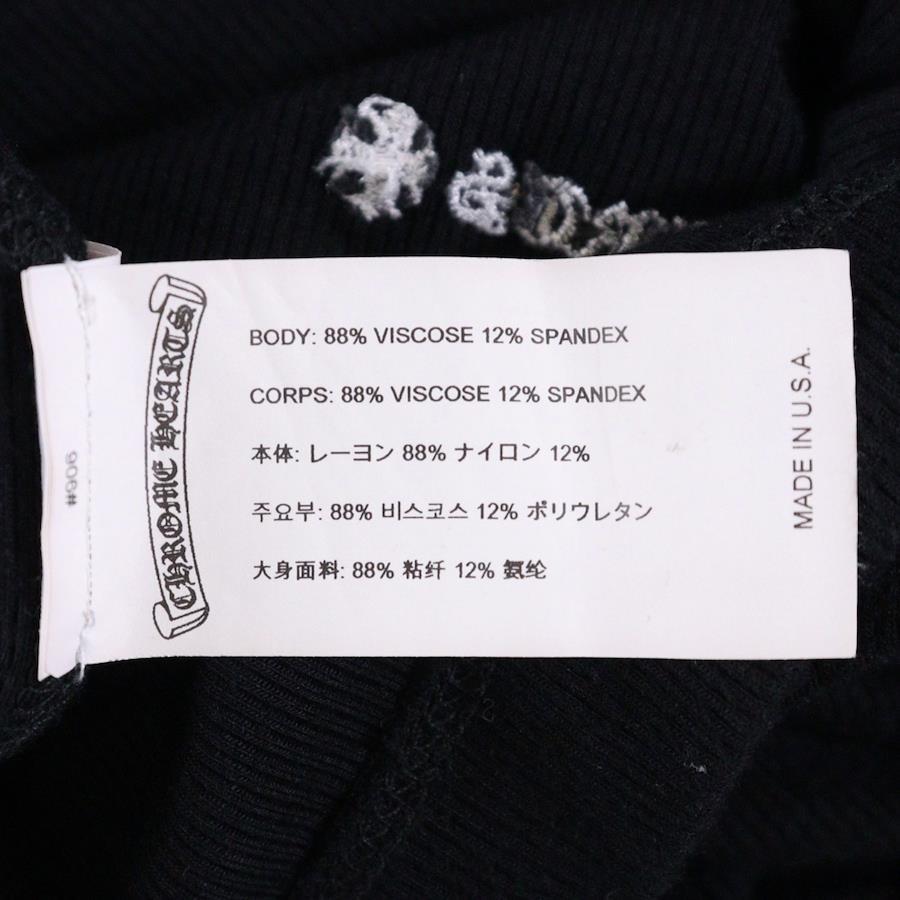 CHROME HEARTS
BODY: 88% VISCOSE 12% SPANDEX
CORPS: 88% VISCOSE 12% SPANDEX
本体: レーヨン 88% ナイロン 12%
주요부: 88% 비스코스 12% ポリウレタン
大身面料: 88% 粘纤 12% 氨纶
MADE IN U.S.A.
#906